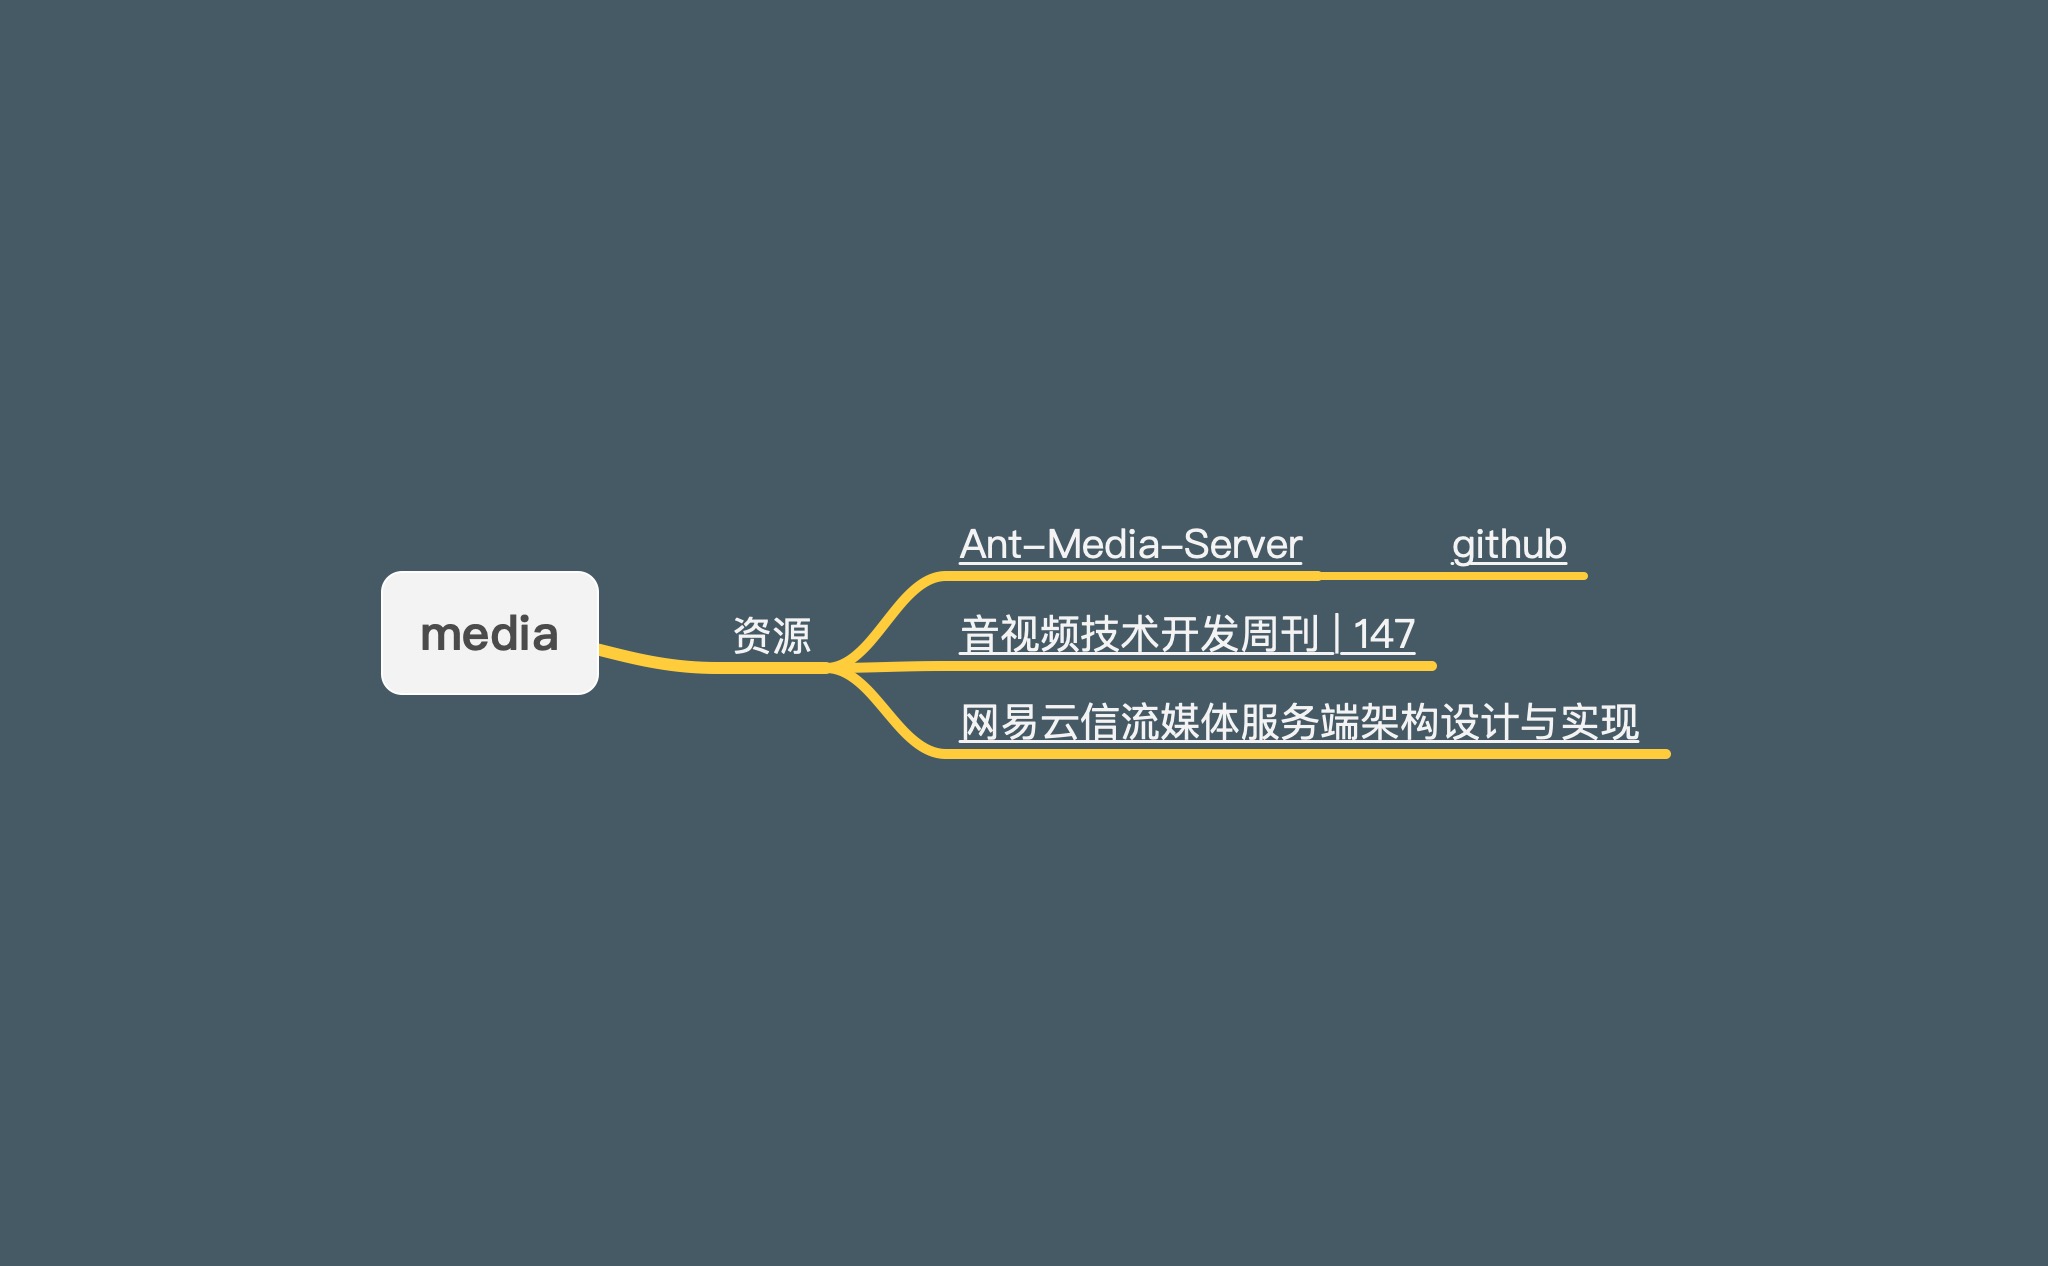 media
资源
Ant-Media-Server
github
音视频技术开发周刊 | 147
网易云信流媒体服务端架构设计与实现